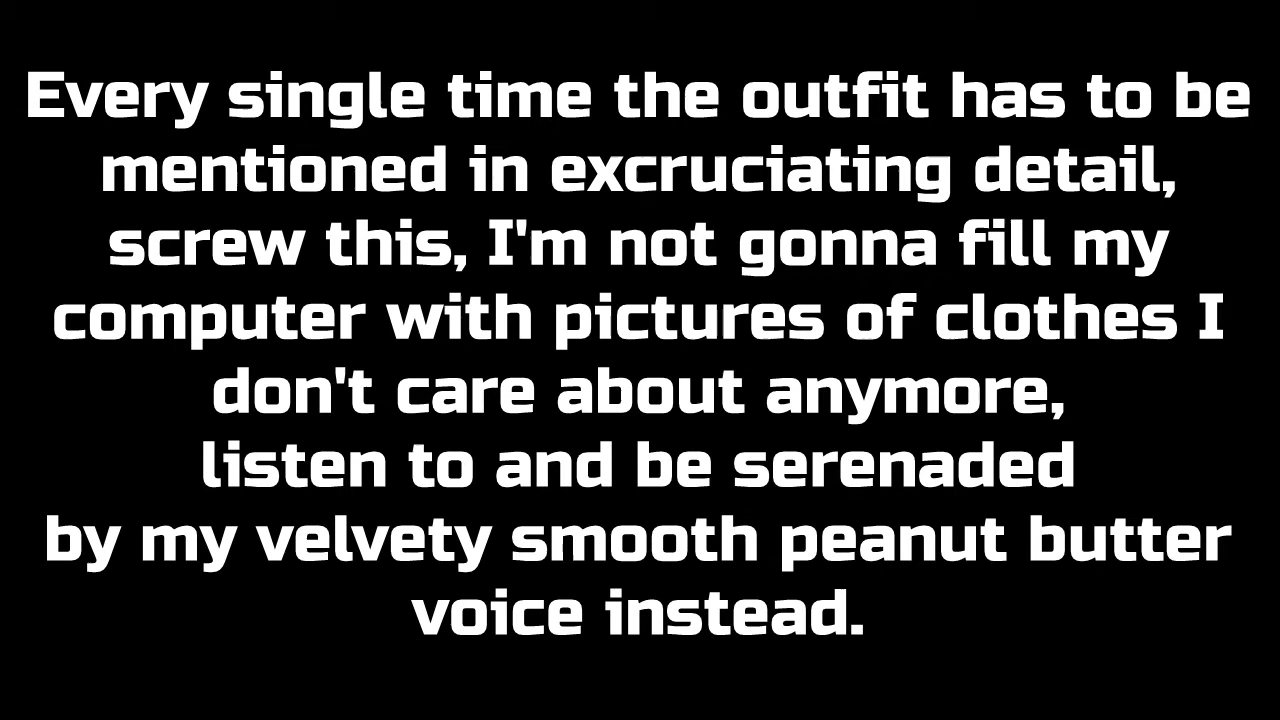 Every single time the outfit has to be
mentioned in excruciating detail,
screw this, I'm not gonna fill my
computer with pictures of clothes I
don't care about anymore,
listen to and be serenaded
by my velvety smooth peanut butter
voice instead.